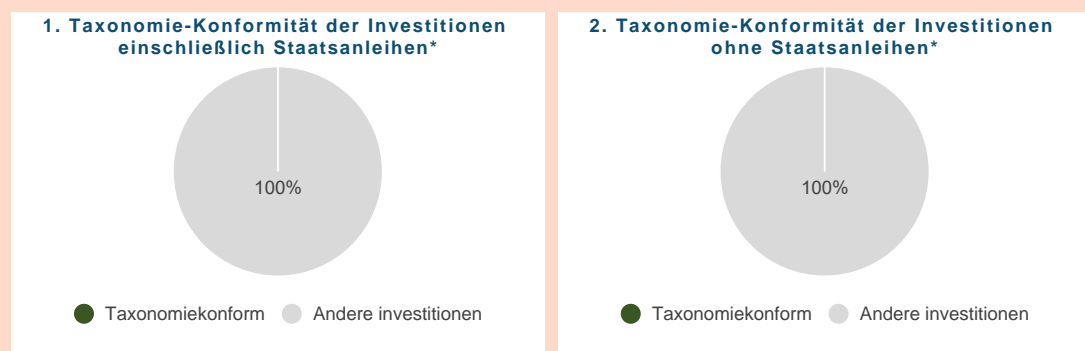 1. Taxonomie-Konformität der Investitionen
einschließlich Staatsanleihen*
100%
Taxonomiekonform
Andere investitionen
2. Taxonomie-Konformität der Investitionen
ohne Staatsanleihen*
100%
Taxonomiekonform
Andere investitionen